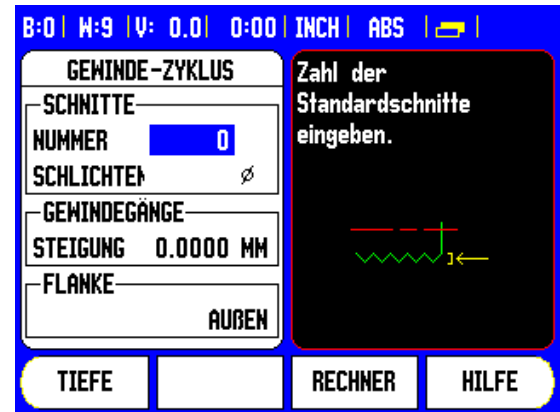 B:0 | W:9 | V: 0.0 | 0:00 | INCH | ABS
GEWINDE-ZYKLUS
SCHNITTE
NUMMER 0
SCHLICHTEN ø
GEWINDEGÄNGE
STEIGUNG 0.0000 MM
FLANKE
AUßEN
Zahl der
Standardschnitte
eingeben.
TIEFE
RECHNER
HILFE